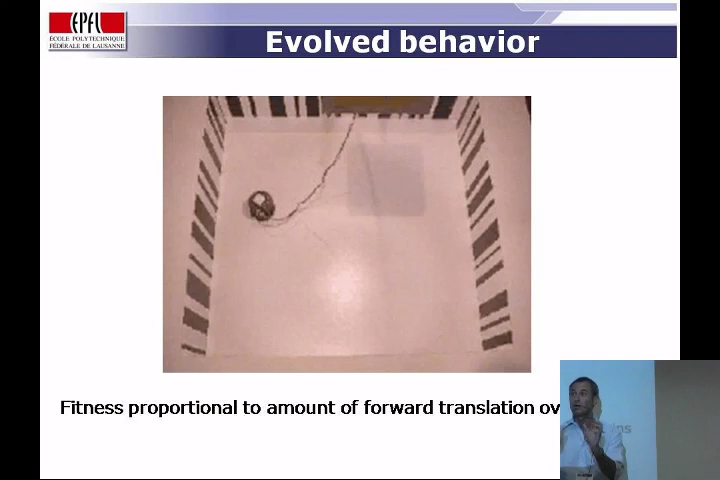 EPFL
ÉCOLE POLYTECHNIQUE
FÉDÉRALE DE LAUSANNE
Evolved behavior
Fitness proportional to amount of forward translation ov